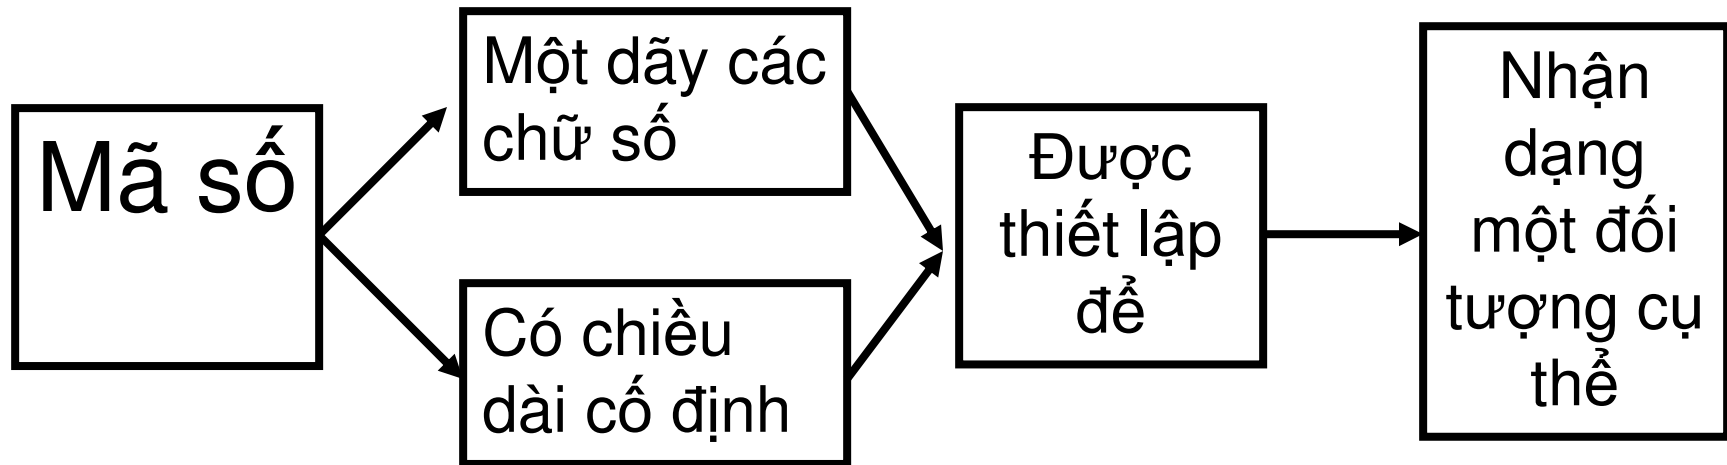 Mã số
Một dãy các
chữ số
Có chiều
dài cố định
Được
thiết lập
để
Nhận
dạng
một đối
tượng cụ
thể